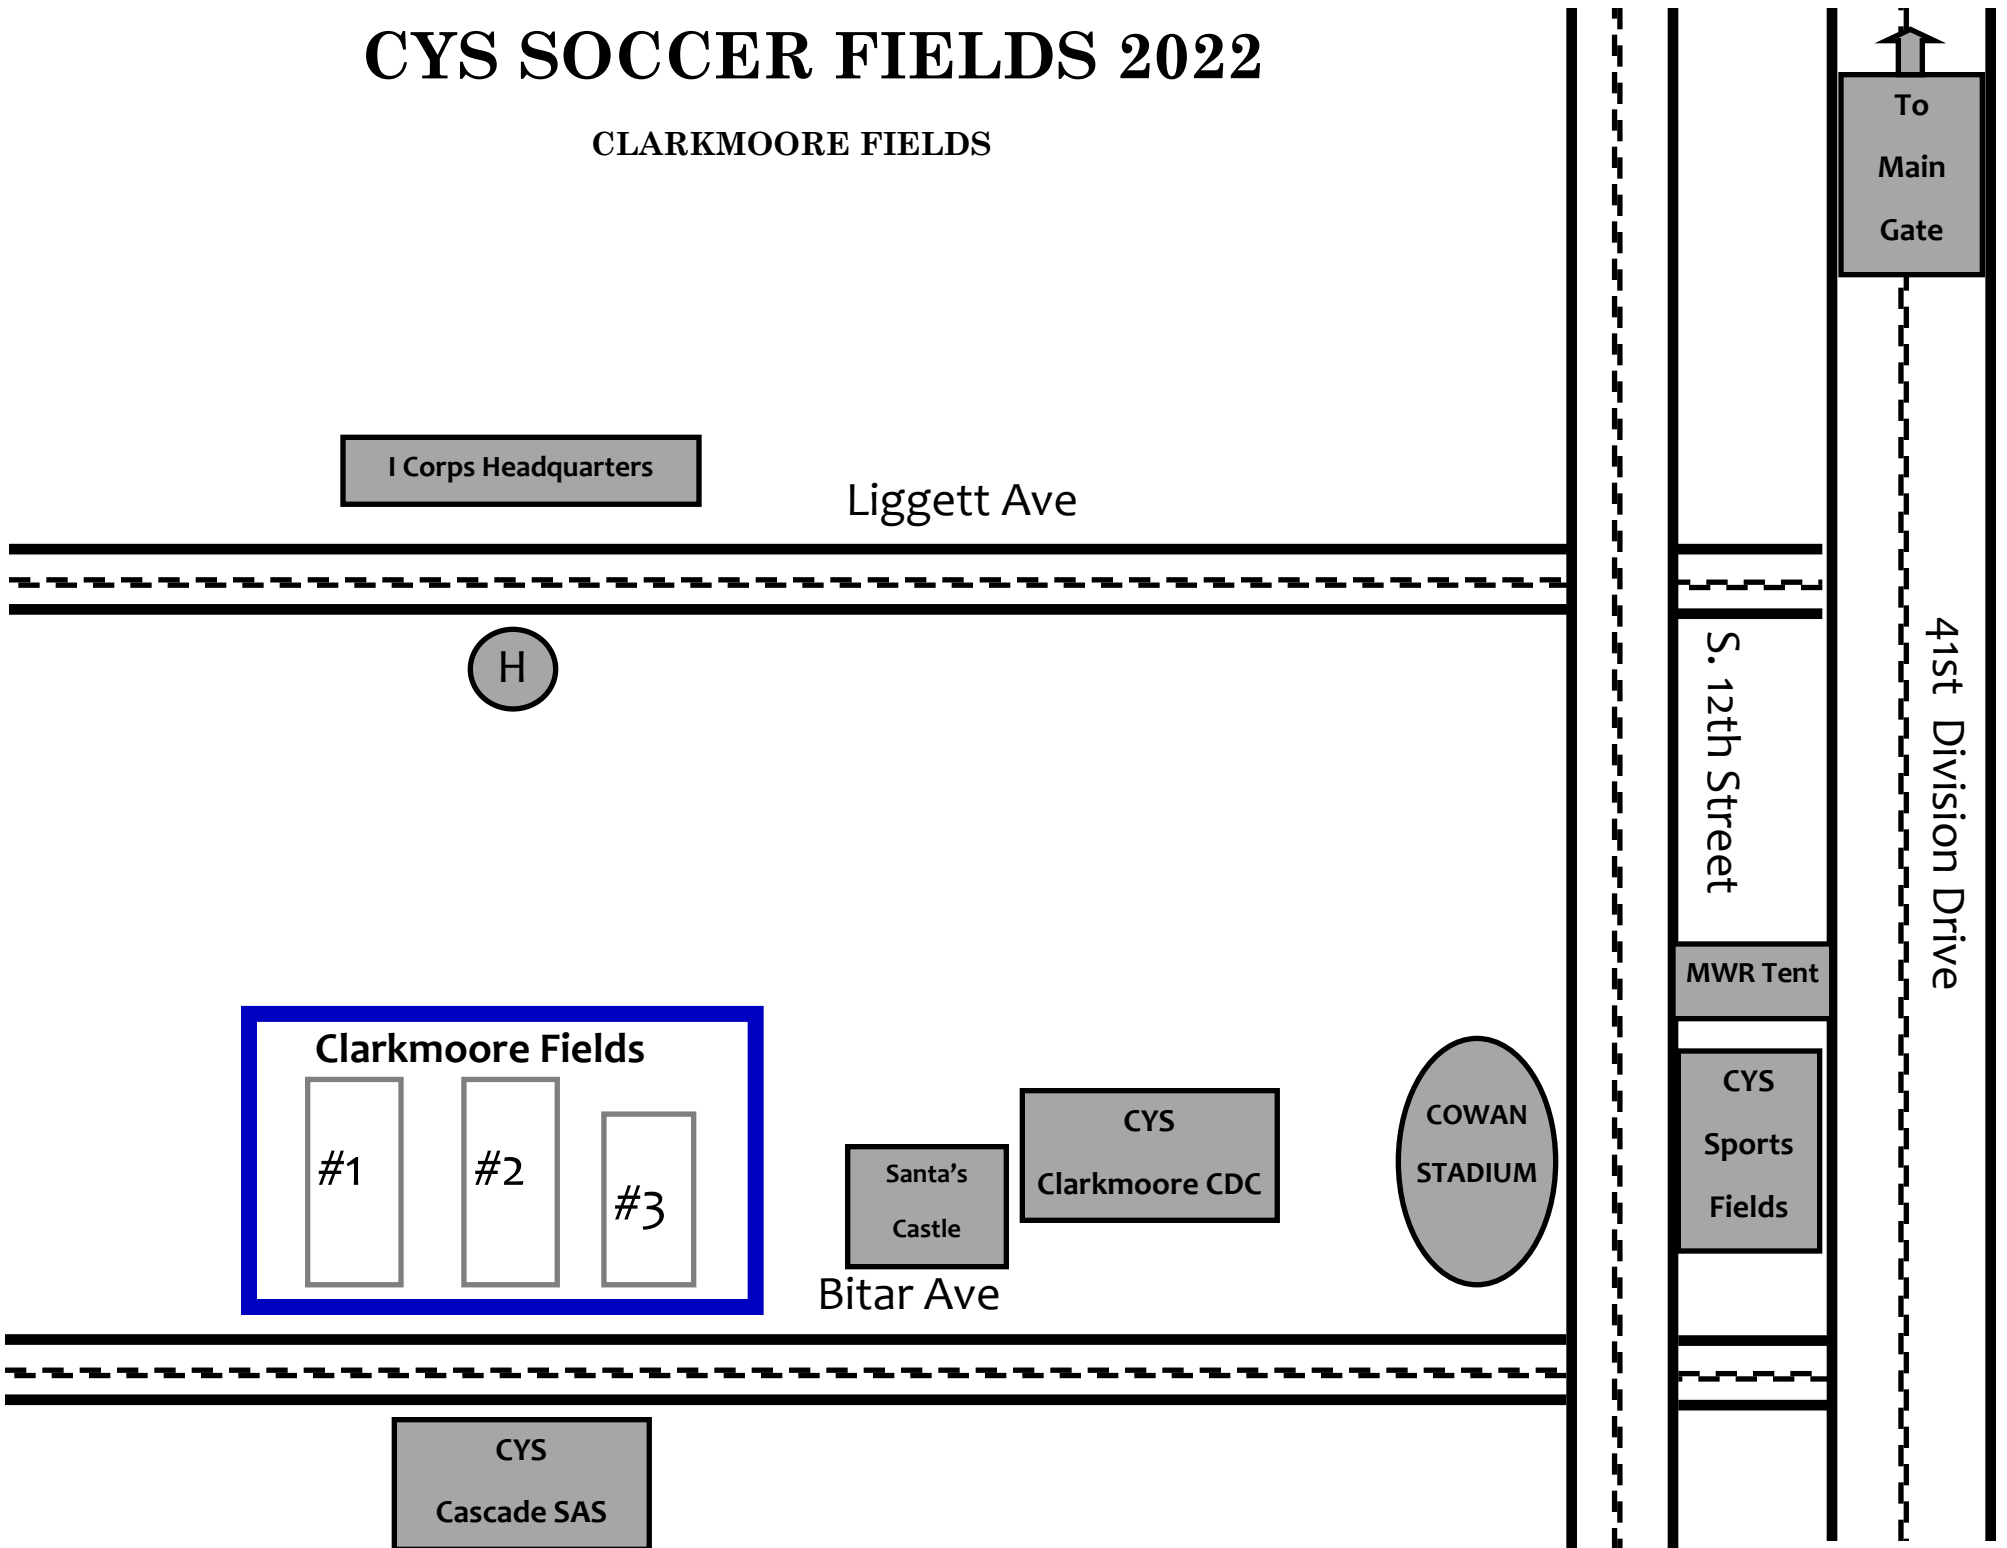 CYS SOCCER FIELDS 2022
CLARKMOORE FIELDS
To
Main
Gate
I Corps Headquarters
Liggett Ave
H
S. 12th Street
41st Division Drive
MWR Tent
Clarkmoore Fields
#1
#2
#3
Santa's
Castle
CYS
Clarkmoore CDC
COWAN
STADIUM
CYS
Sports
Fields
Bitar Ave
CYS
Cascade SAS